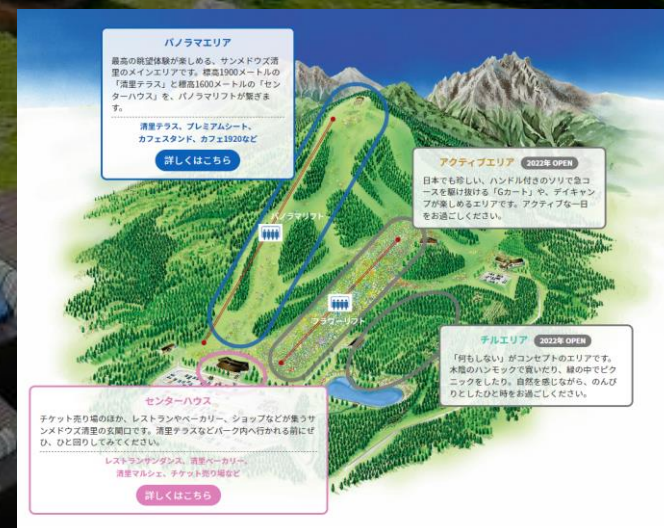 パノラマエリア
最高の眺望体験が楽しめる、サンメドウズ清
里のメインエリアです。標高1900メートルの
「清里テラス」と標高1600メートルの「セン
ターハウス」を、パノラマリフトが繋ぎま
す。
清里テラス、プレミアムシート、
カフェスタンド、カフェ1920など
詳しくはこちら
アクティブエリア 2022年 OPEN
日本でも珍しい、ハンドル付きのソリで急コ
ースを駆け抜ける「Gカート」や、デイキャン
プが楽しめるエリアです。アクティブな一日
をお過ごしください。
パノラマリフト
フラワーリフト
チルエリア 2022年 OPEN
「何もしない」がコンセプトのエリアです。
木陰のハンモックで寛いだり、緑の中でピク
ニックをしたり。自然を感じながら、のんび
りとしたひと時をお過ごしください。
センターハウス
チケット売り場のほか、レストランやベーカリー、ショップなどが集うサ
ンメドウズ清里の玄関口です。清里テラスなどパーク内へ行かれる前にぜ
ひ、ひと回りしてみてください。
レストランサンダンス、清里ベーカリー、
清里マルシェ、チケット売り場など
詳しくはこちら